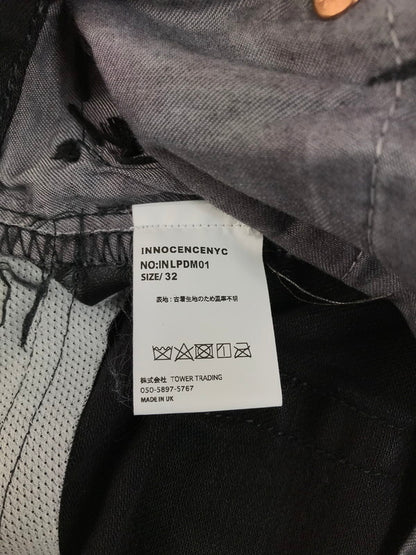 INNOCENCENYC
NO:INLPDM01
SIZE/ 32
表地：古着生地のため混率不明
株式会社 TOWER TRADING
050-5897-5767
MADE IN UK